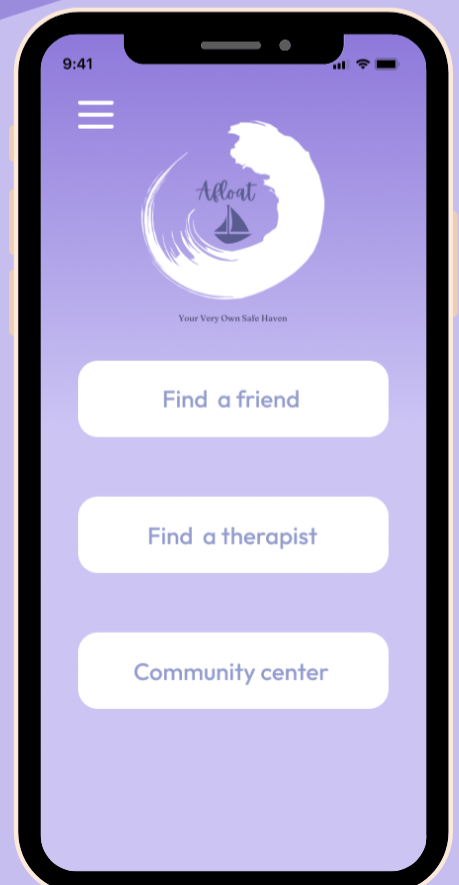 9:41
Afloat
Your Very Own Safe Haven
Find a friend
Find a therapist
Community center